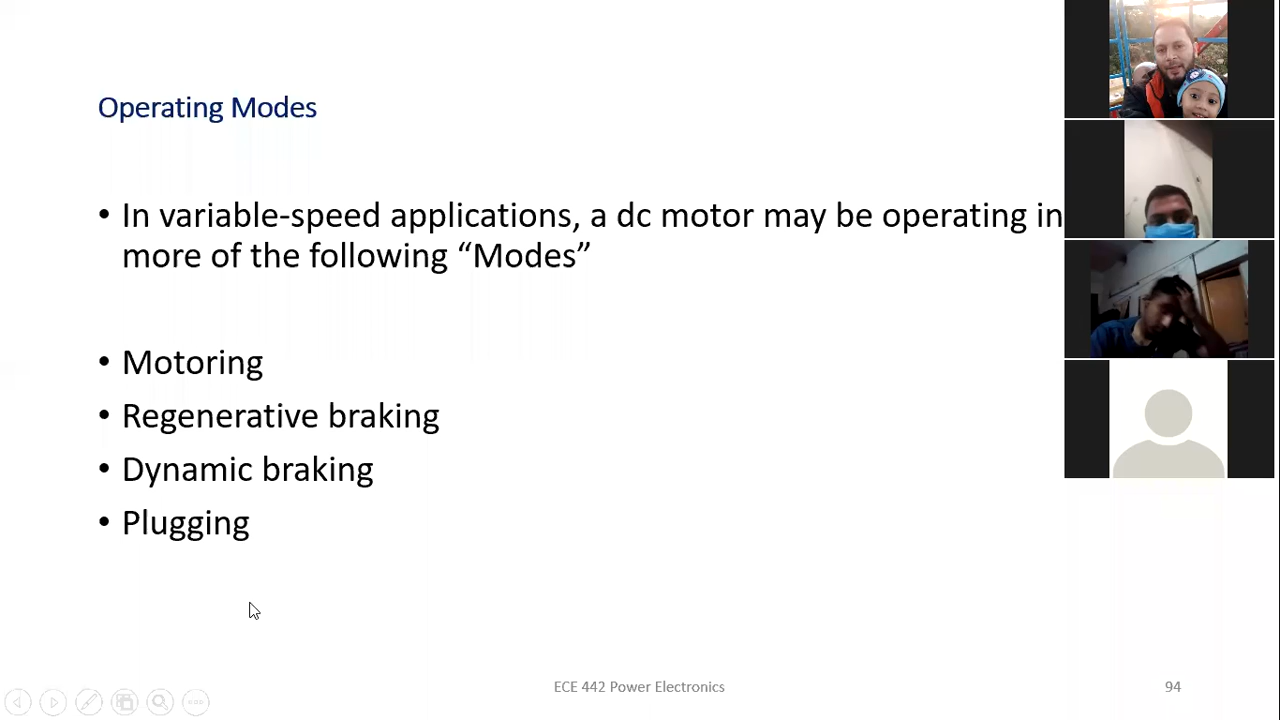 Operating Modes
• In variable-speed applications, a dc motor may be operating in
more of the following “Modes”
• Motoring
• Regenerative braking
• Dynamic braking
• Plugging
ECE 442 Power Electronics
94